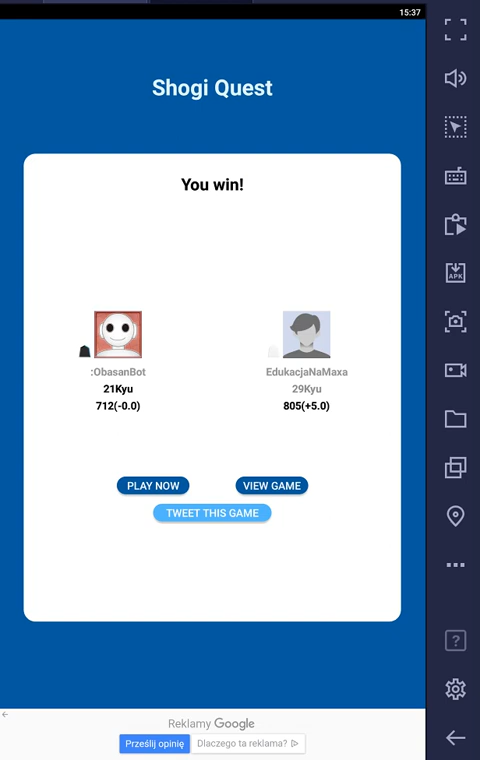 15:37
Shogi Quest
You win!
:ObasanBot
EdukacjaNaMaxa
21Kyu
29Kyu
712(-0.0)
805(+5.0)
PLAY NOW
VIEW GAME
TWEET THIS GAME
Reklamy Google
Prześlij opinię
Dlaczego ta reklama?
APK
?